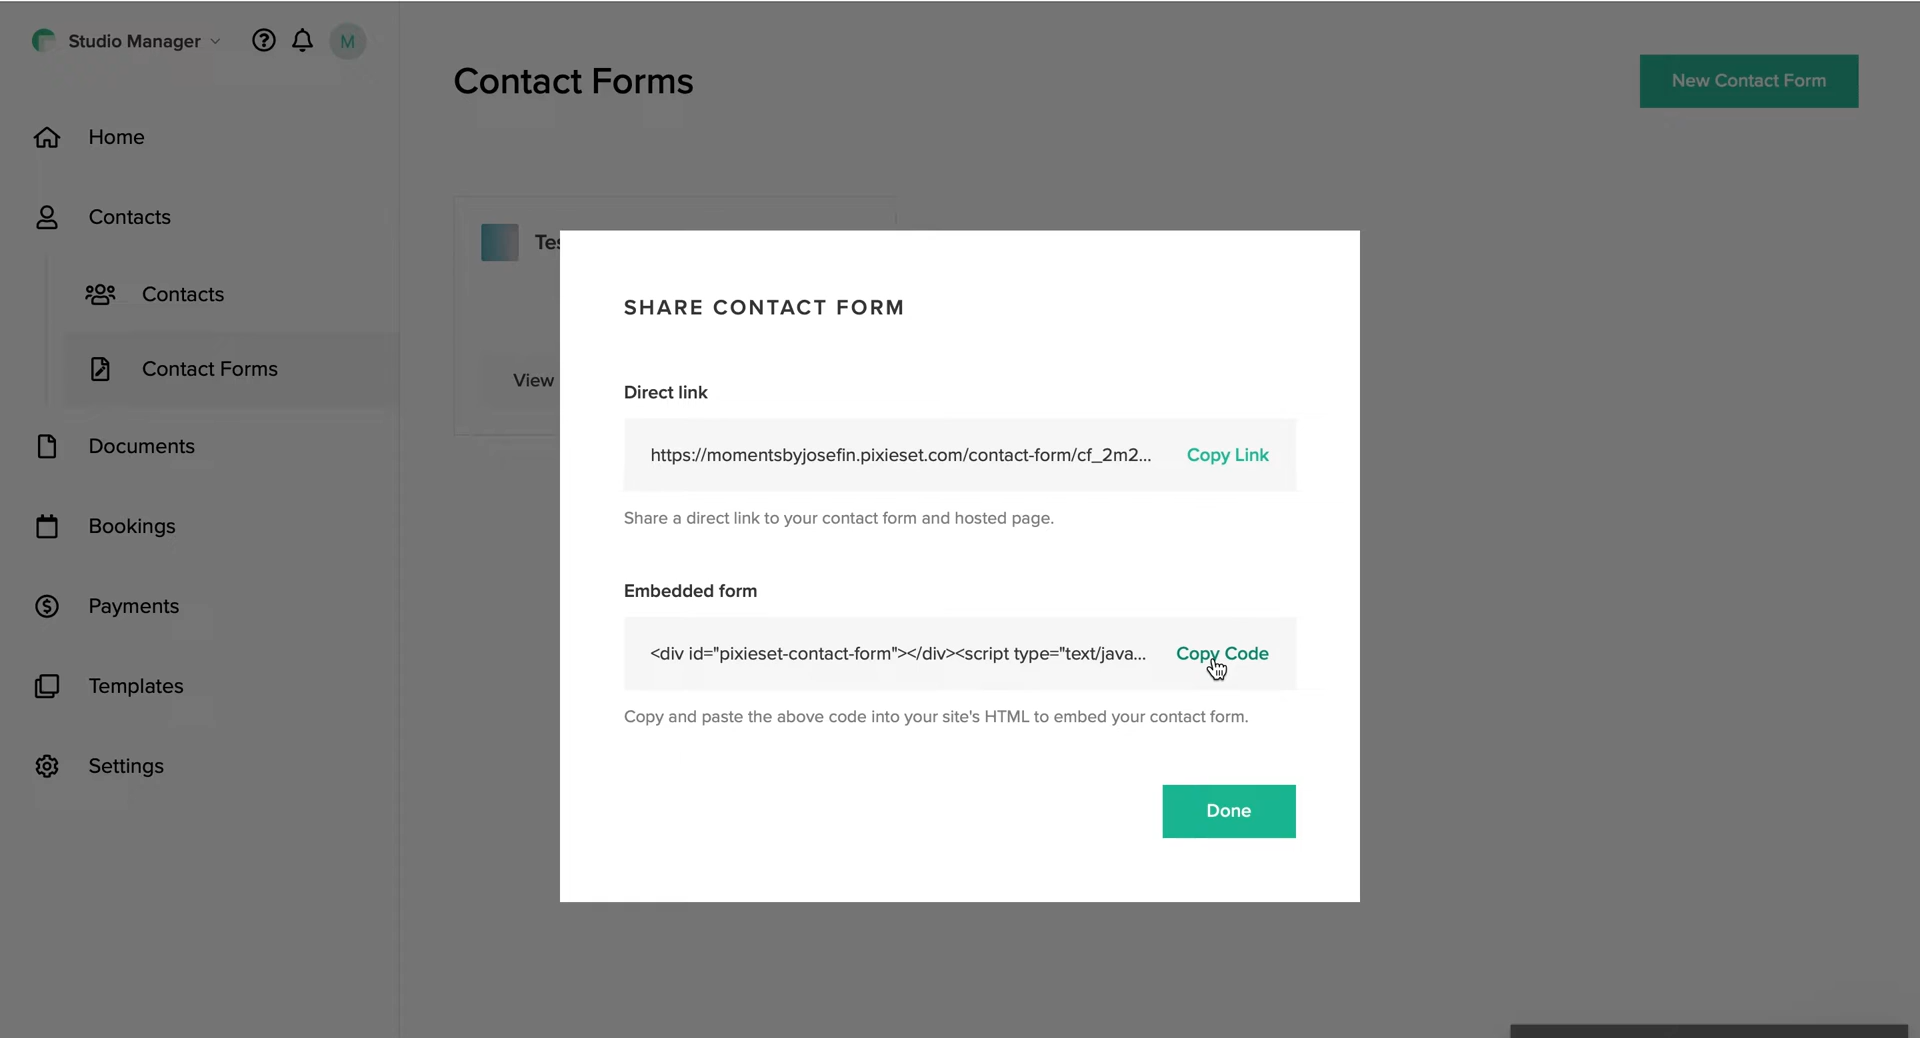 Studio Manager
M
Contact Forms
New Contact Form
Home
Contacts
Contacts
Contact Forms
Documents
Bookings
Payments
Templates
Settings
View
SHARE CONTACT FORM
Direct link
https://momentsbyjosefin.pixieset.com/contact-form/cf_2m2... Copy Link
Share a direct link to your contact form and hosted page.
Embedded form
<div id="pixieset-contact-form"></div><script type="text/java... Copy Code
Copy and paste the above code into your site's HTML to embed your contact form.
Done